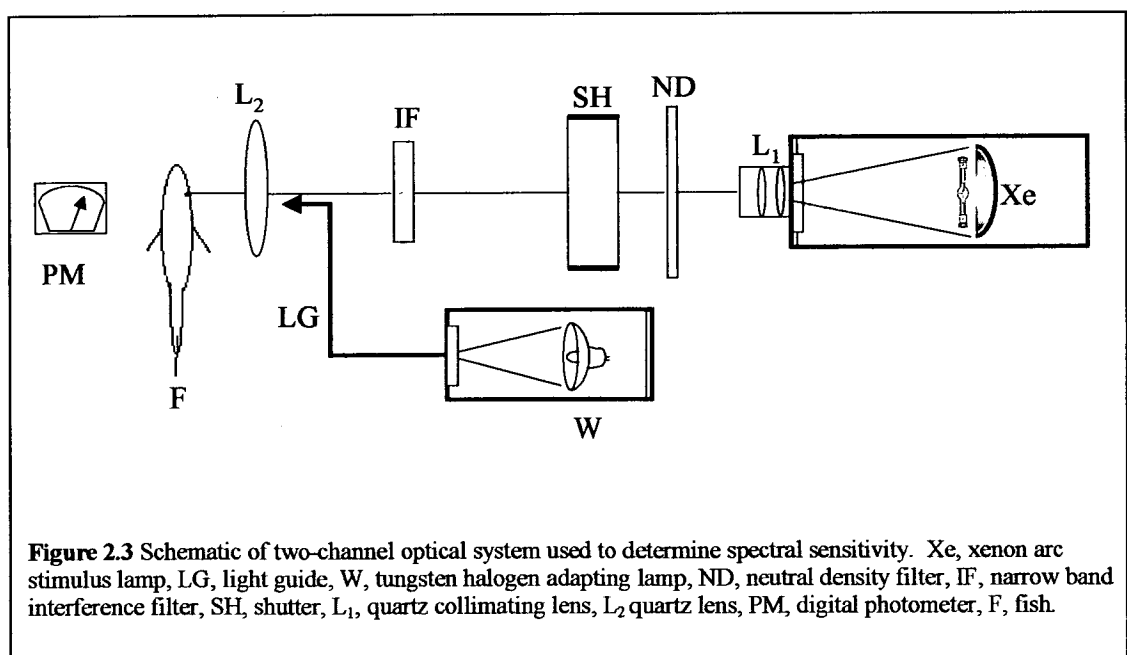 L₂
IF
SH
ND
L₁
Xe
PM
LG
F
W
Figure 2.3 Schematic of two-channel optical system used to determine spectral sensitivity. Xe, xenon arc
stimulus lamp, LG, light guide, W, tungsten halogen adapting lamp, ND, neutral density filter, IF, narrow band
interference filter, SH, shutter, L₁, quartz collimating lens, L₂ quartz lens, PM, digital photometer, F, fish.